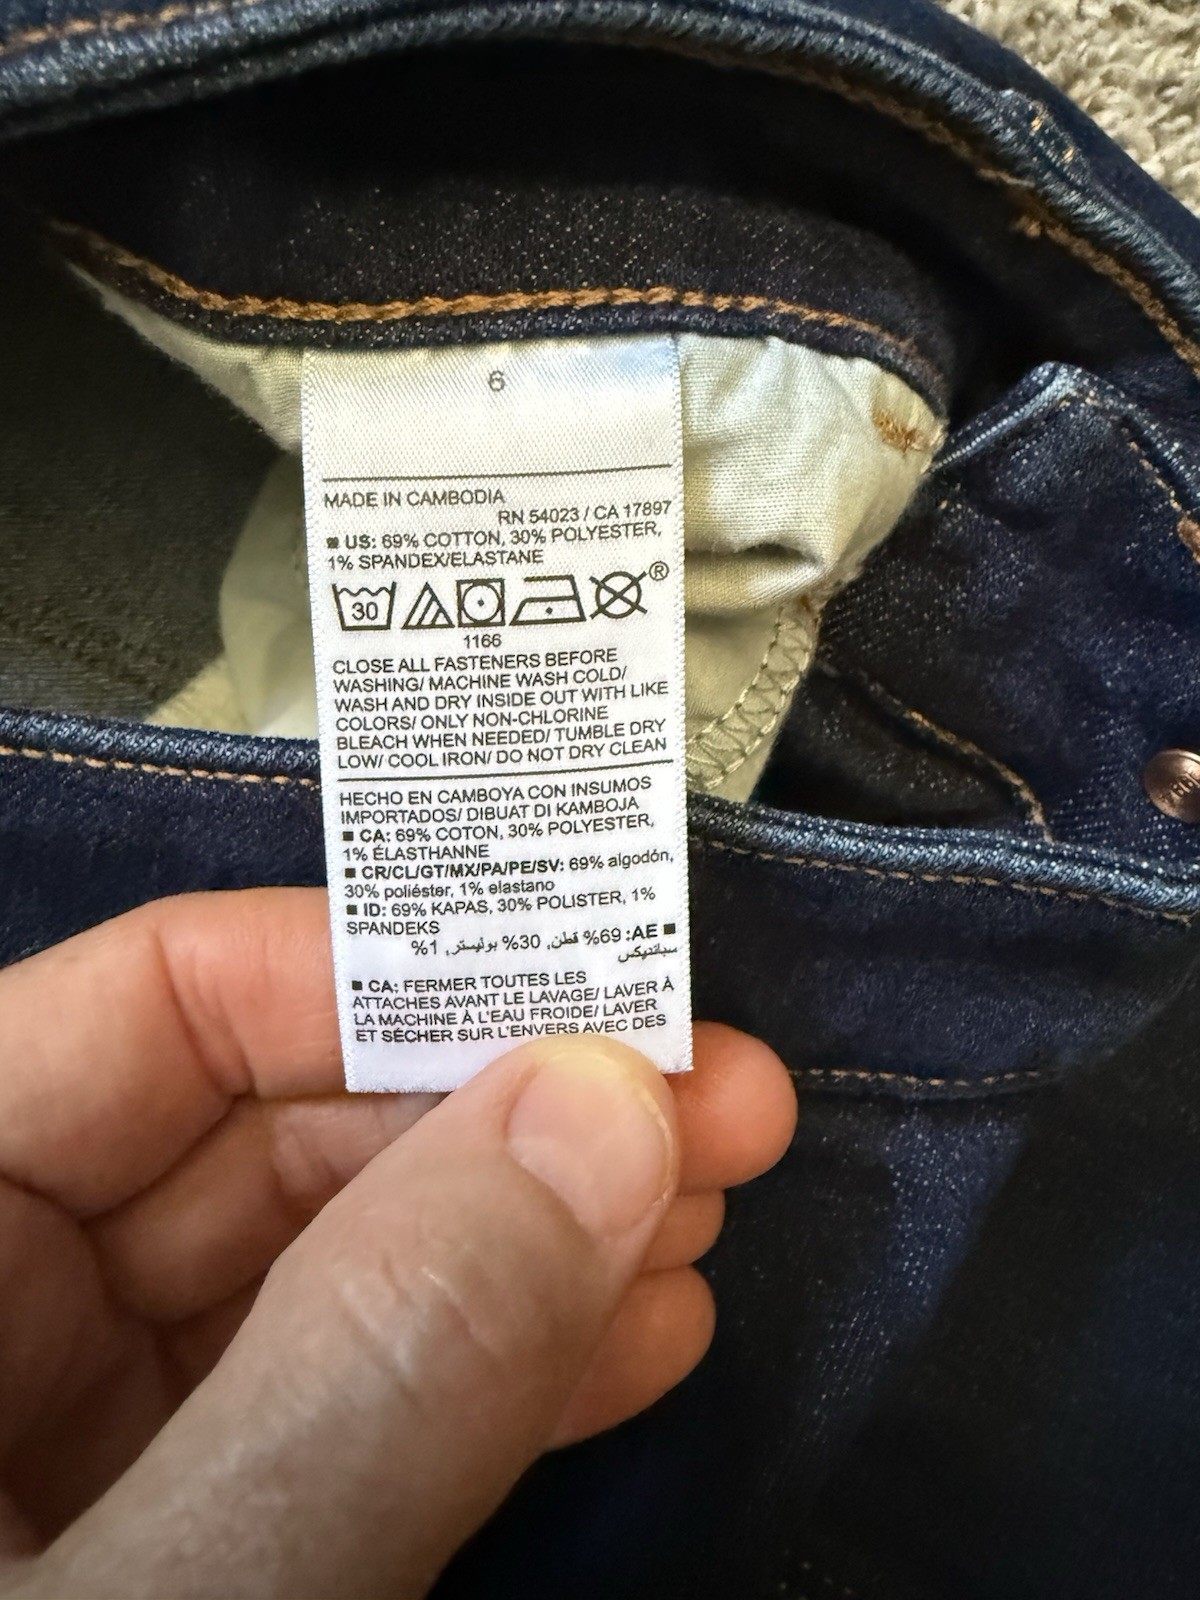 6
MADE IN CAMBODIA
RN 54023 / CA 17897
■ US: 69% COTTON, 30% POLYESTER,
1% SPANDEX/ELASTANE
30
®
1166
CLOSE ALL FASTENERS BEFORE
WASHING/ MACHINE WASH COLD/
WASH AND DRY INSIDE OUT WITH LIKE
COLORS/ ONLY NON-CHLORINE
BLEACH WHEN NEEDED/ TUMBLE DRY
LOW/ COOL IRON/ DO NOT DRY CLEAN
HECHO EN CAMBOYA CON INSUMOS
IMPORTADOS/ DIBUAT DI KAMBOJA
■ CA: 69% COTON, 30% POLYESTER,
1% ÉLASTHANNE
■ CR/CL/GT/MX/PA/PE/SV: 69% algodón,
30% poliéster, 1% elastano
■ ID: 69% KAPAS, 30% POLISTER, 1%
SPANDEKS
■ AE: 69% قطن, 30% بوليستر, 1%
سباندیکس
■ CA: FERMER TOUTES LES
ATTACHES AVANT LE LAVAGE/ LAVER À
LA MACHINE À L'EAU FROIDE/ LAVER
ET SÉCHER SUR L'ENVERS AVEC DES